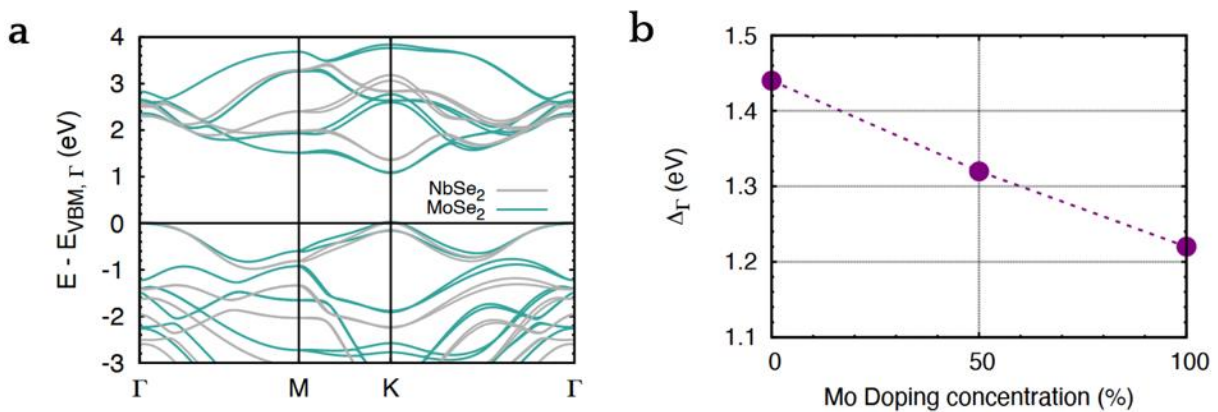 a
4
3
2
1
0
-1
-2
-3
E - E_VBM, Γ (eV)
NbSe₂
MoSe₂
Γ M K Γ
b
1.5
1.4
1.3
1.2
1.1
Δ_Γ (eV)
0 50 100
Mo Doping concentration (%)